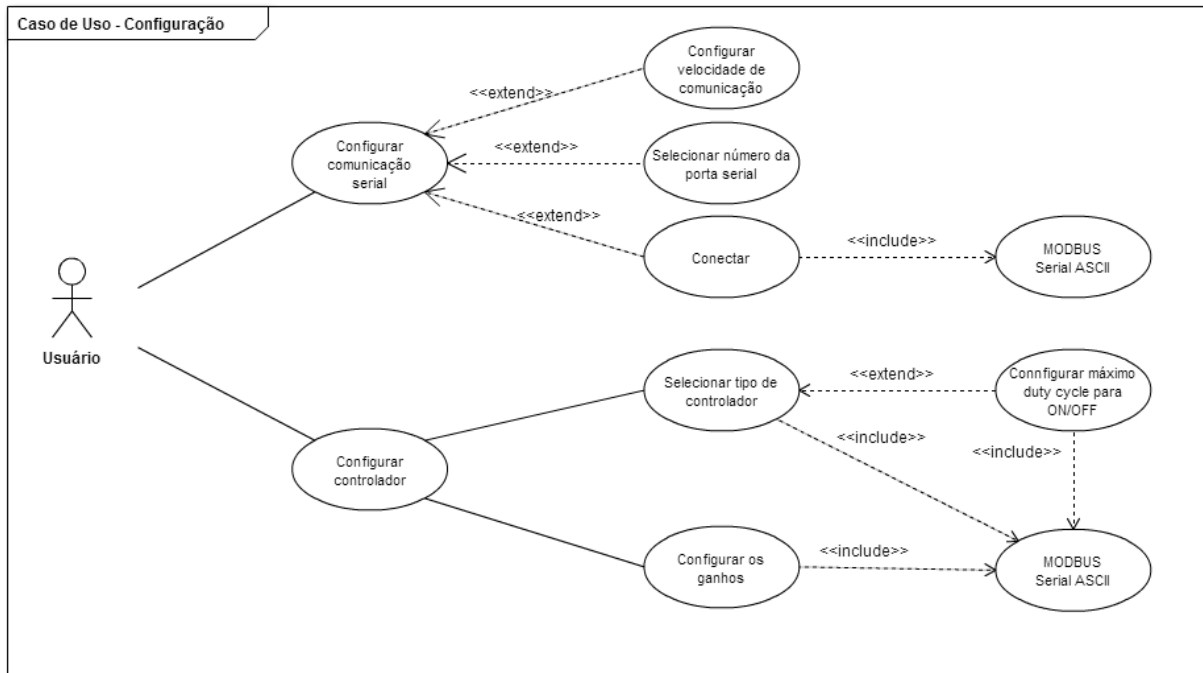 Caso de Uso - Configuração
Configurar
velocidade de
comunicação
<<extend>>
Configurar
comunicação
serial
<<extend>>
Selecionar número da
porta serial
<<extend>>
Conectar
<<include>>
MODBUS
Serial ASCII
Usuário
Selecionar tipo de
controlador
<<extend>>
Connfigurar máximo
duty cycle para
ON/OFF
<<include>>
<<include>>
Configurar
controlador
Configurar os
ganhos
<<include>>
MODBUS
Serial ASCII